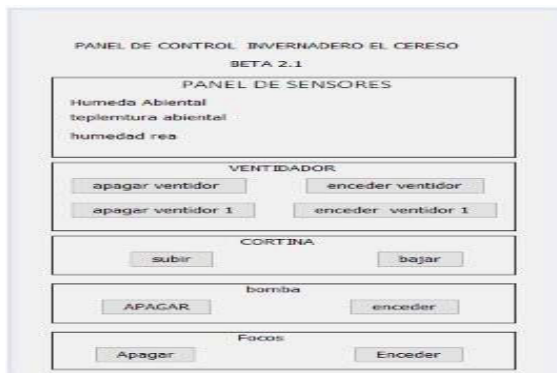 PANEL DE CONTROL INVERNADERO EL CERESO
BETA 2.1
PANEL DE SENSORES
Humeda Abiental
teplemtura abiental
humedad rea
VENTIDADOR
apagar ventidor enceder ventidor
apagar ventidor 1 enceder ventidor 1
CORTINA
subir bajar
bomba
APAGAR enceder
Focos
Apagar Enceder